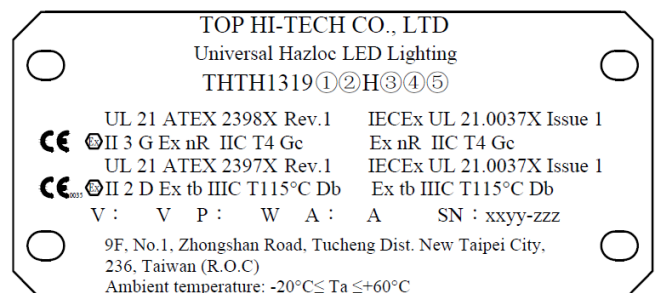 TOP HI-TECH CO., LTD
Universal Hazloc LED Lighting
THTH1319①②H③④⑤
UL 21 ATEX 2398X Rev.1 IECEx UL 21.0037X Issue 1
CE Ex II 3 G Ex nR IIC T4 Gc Ex nR IIC T4 Gc
UL 21 ATEX 2397X Rev.1 IECEx UL 21.0037X Issue 1
CE 0035 Ex II 2 D Ex tb IIIC T115°C Db Ex tb IIIC T115°C Db
V： V P： W A： A SN：xxyy-zzz
9F, No.1, Zhongshan Road, Tucheng Dist. New Taipei City,
236, Taiwan (R.O.C)
Ambient temperature: -20°C≤ Ta ≤+60°C